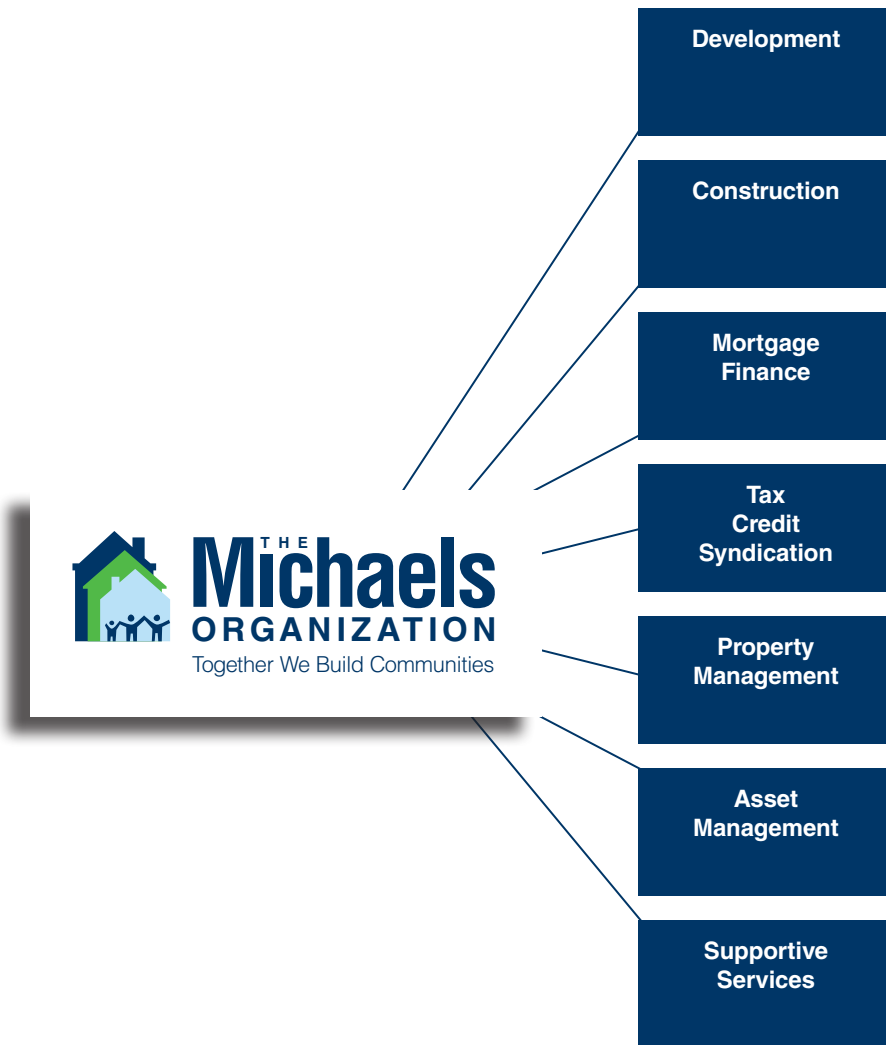 Development
Construction
Mortgage
Finance
Tax
Credit
Syndication
THE
Michaels
ORGANIZATION
Together We Build Communities
Property
Management
Asset
Management
Supportive
Services